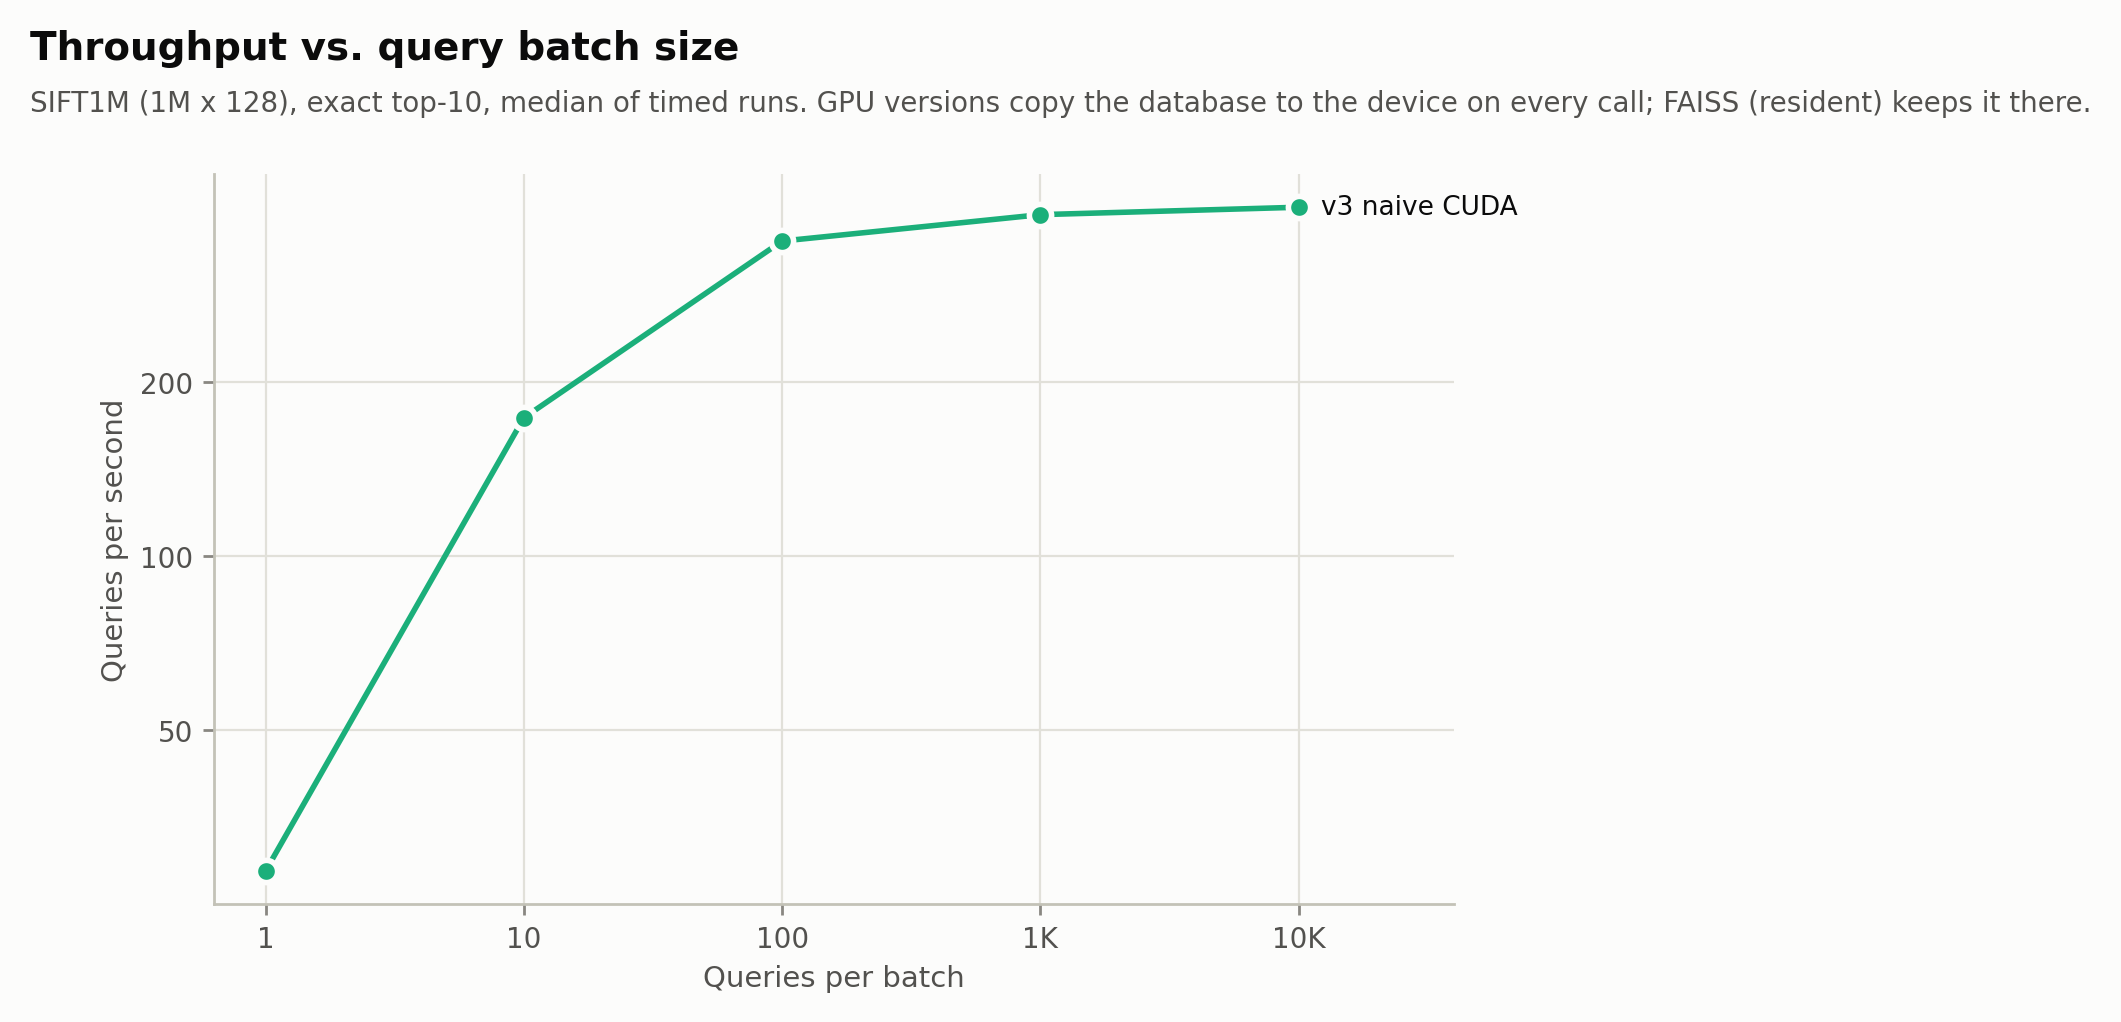 Throughput vs. query batch size
SIFT1M (1M x 128), exact top-10, median of timed runs. GPU versions copy the database to the device on every call; FAISS (resident) keeps it there.
v3 naive CUDA
200
100
50
Queries per second
1
10
100
1K
10K
Queries per batch